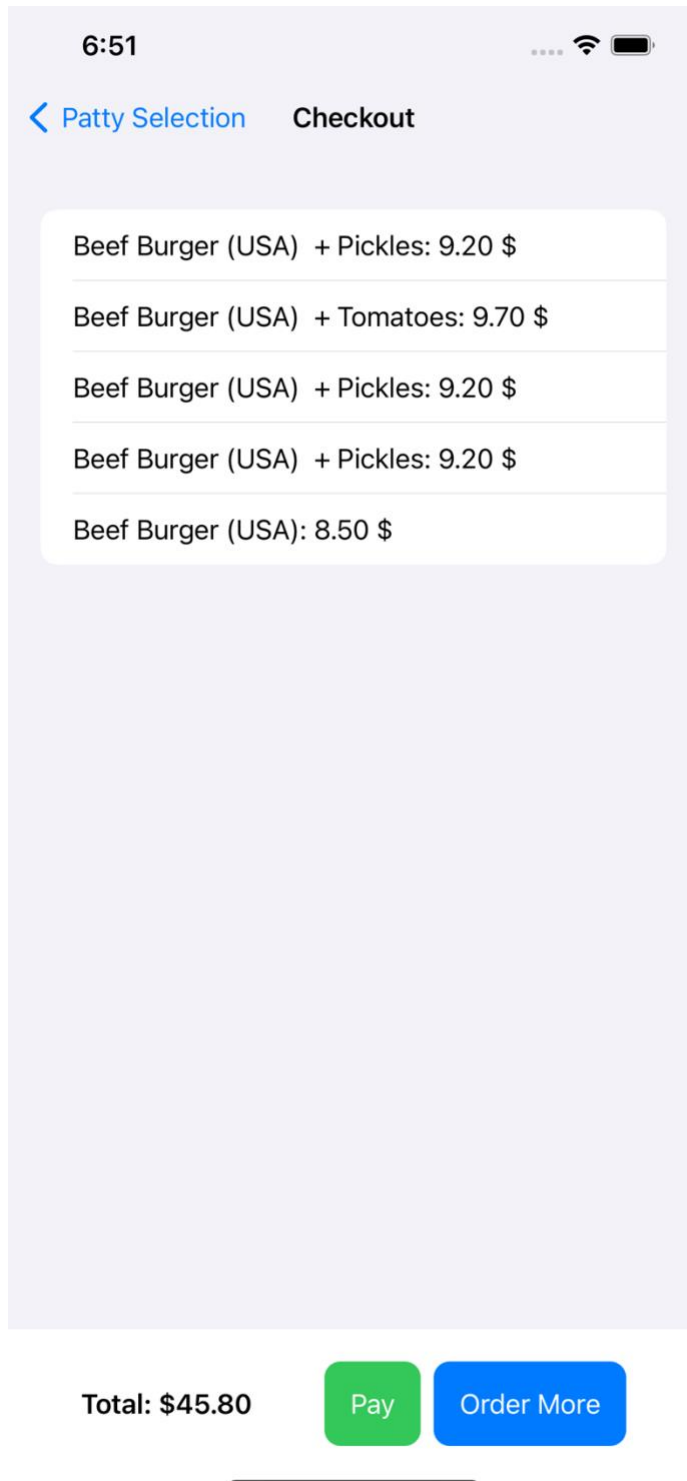 6:51
Patty Selection Checkout
Beef Burger (USA)  + Pickles: 9.20 $
Beef Burger (USA)  + Tomatoes: 9.70 $
Beef Burger (USA)  + Pickles: 9.20 $
Beef Burger (USA)  + Pickles: 9.20 $
Beef Burger (USA): 8.50 $
Total: $45.80 Pay Order More